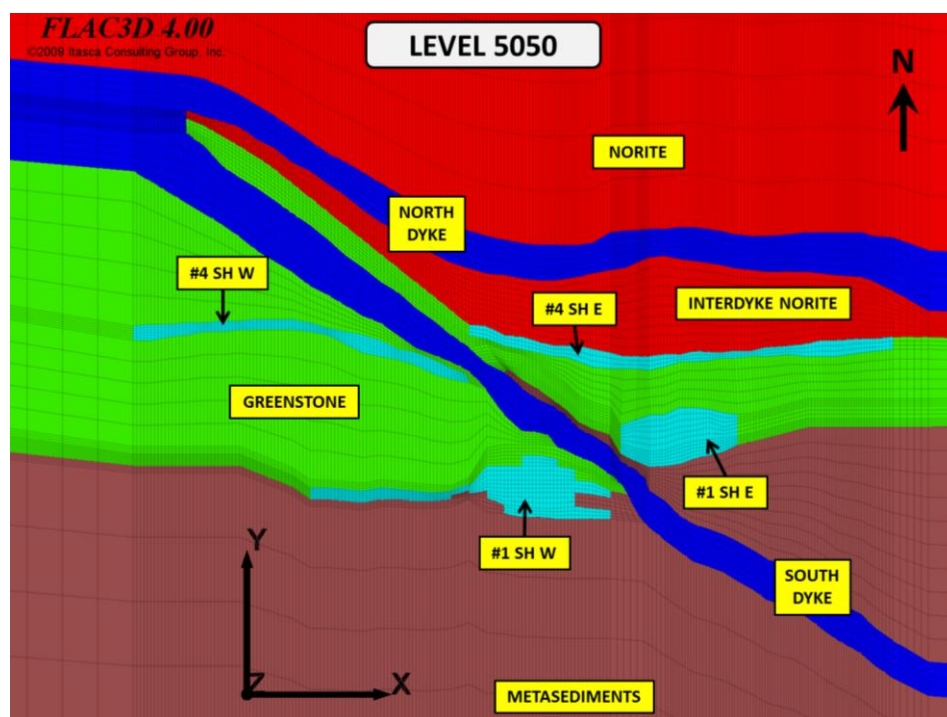 FLAC3D 4.00
©2009 Itasca Consulting Group, Inc.
LEVEL 5050
N
NORITE
NORTH
DYKE
#4 SH W
#4 SH E
INTERDYKE NORITE
GREENSTONE
#1 SH E
#1 SH W
Y
SOUTH
DYKE
Z
X
METASEDIMENTS